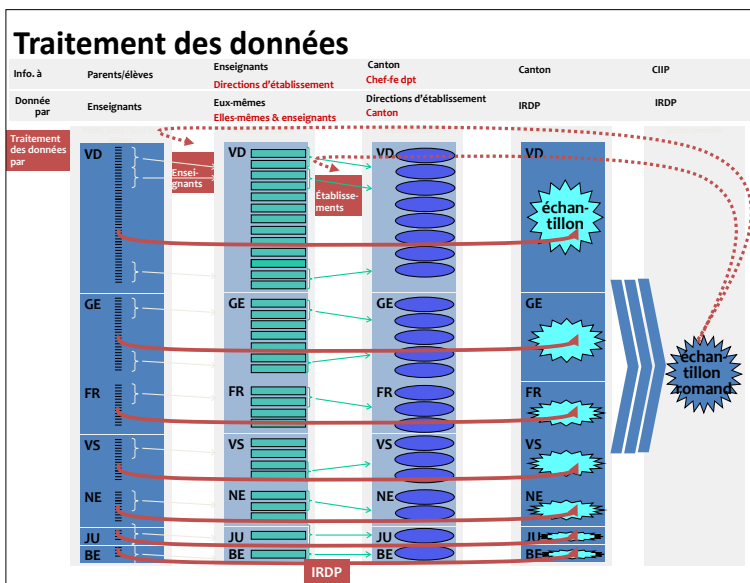 Traitement des données
Info. à
Parents/élèves
Enseignants
Directions d'établissement
Canton
Chef-fe dpt
Canton
CIIP
Donnée
par
Enseignants
Eux-mêmes
Elles-mêmes & enseignants
Directions d'établissement
Canton
IRDP
IRDP
Traitement
des données
par
Ensei-
gnants
Établisse-
ments
VD
VD
VD
VD
échan-
tillon
GE
GE
GE
GE
échan-
tillon
romand
FR
FR
FR
FR
VS
VS
VS
VS
NE
NE
NE
NE
JU
JU
JU
JU
BE
BE
BE
BE
IRDP